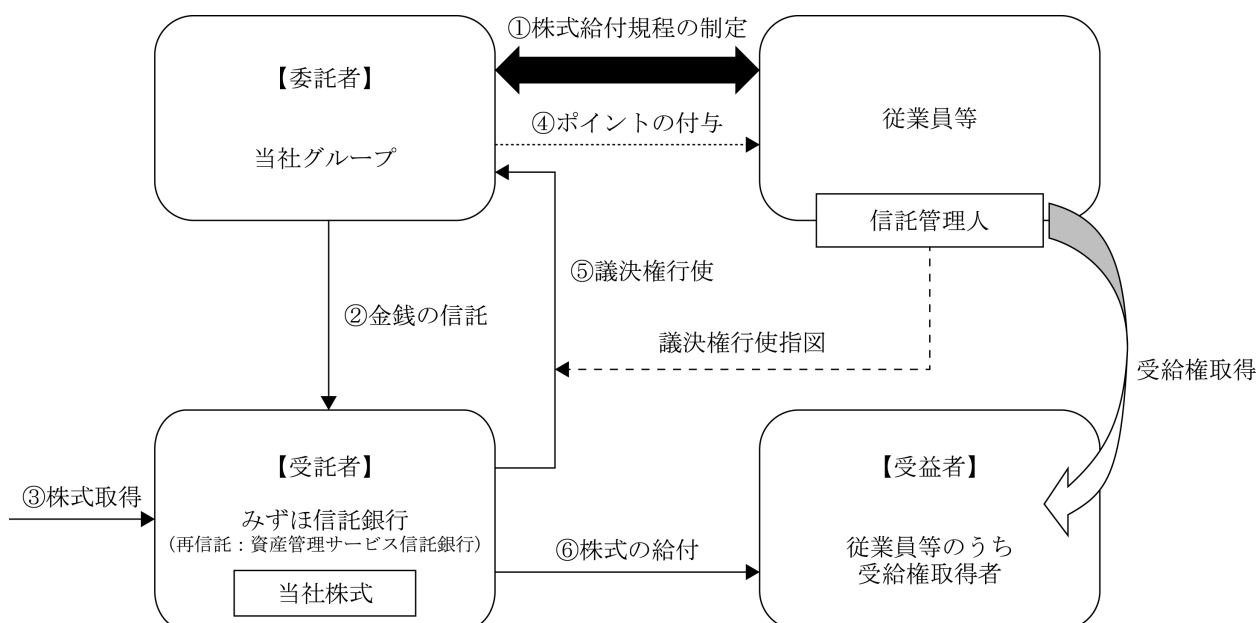 ①株式給付規程の制定
【委託者】
当社グループ
④ポイントの付与
従業員等
信託管理人
⑤議決権行使
②金銭の信託
議決権行使指図
受給権取得
③株式取得
【受託者】
みずほ信託銀行
(再信託:資産管理サービス信託銀行)
当社株式
⑥株式の給付
【受益者】
従業員等のうち
受給権取得者